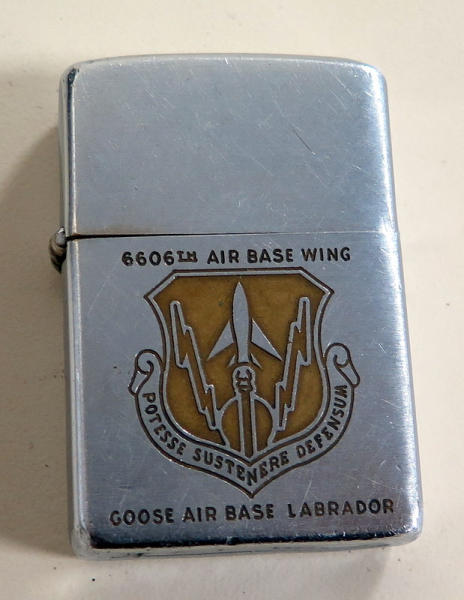 6606TH AIR BASE WING
POTESSE SUSTENERE DEFENSUM
GOOSE AIR BASE LABRADOR